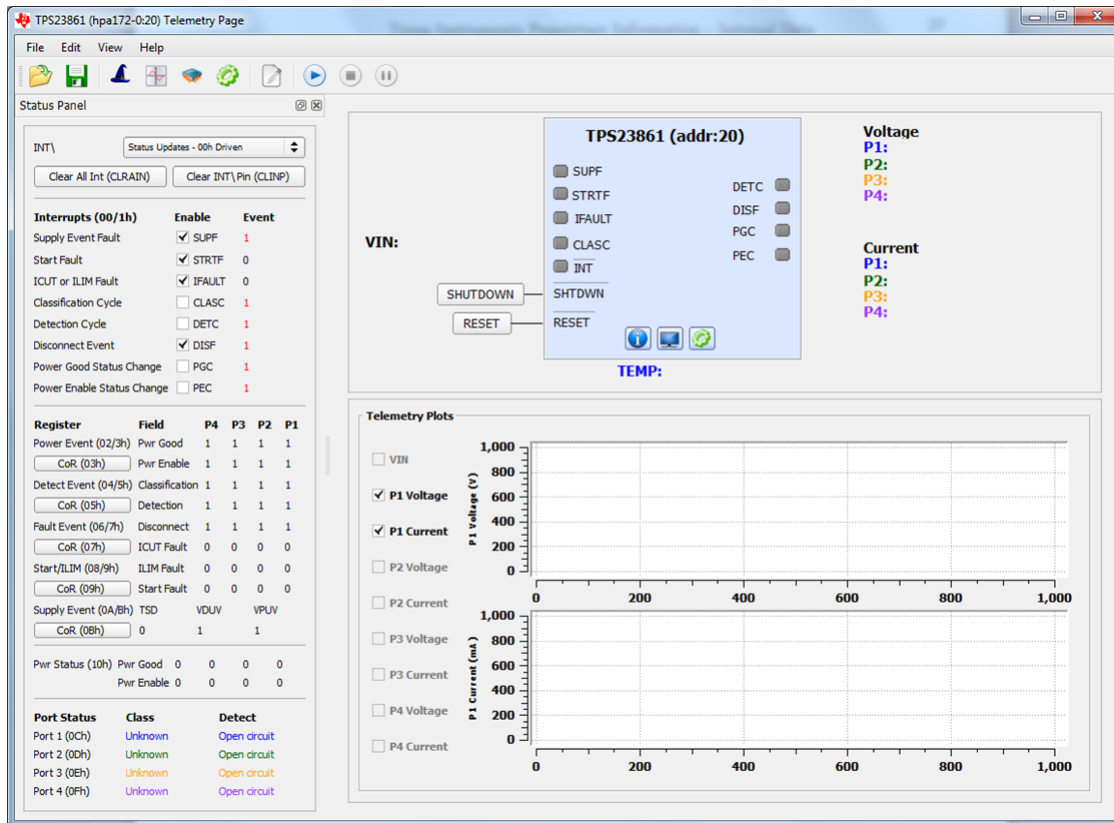 TPS23861 (hpa172-0:20) Telemetry Page
File Edit View Help
Status Panel
INT\ Status Updates - 00h Driven
Clear All Int (CLRAIN) Clear INT\ Pin (CLINP)
Interrupts (00/1h) Enable Event
Supply Event Fault SUPF 1
Start Fault STRTF 0
ICUT or ILIM Fault IFAULT 0
Classification Cycle CLASC 1
Detection Cycle DETC 1
Disconnect Event DISF 1
Power Good Status Change PGC 1
Power Enable Status Change PEC 1
Register Field P4 P3 P2 P1
Power Event (02/3h) Pwr Good 1 1 1 1
CoR (03h) Pwr Enable 1 1 1 1
Detect Event (04/5h) Classification 1 1 1 1
CoR (05h) Detection 1 1 1 1
Fault Event (06/7h) Disconnect 1 1 1 1
CoR (07h) ICUT Fault 0 0 0 0
Start/ILIM (08/9h) ILIM Fault 0 0 0 0
CoR (09h) Start Fault 0 0 0 0
Supply Event (0A/Bh) TSD VDUV VPUV
CoR (0Bh) 0 1 1
Pwr Status (10h) Pwr Good 0 0 0 0
Pwr Enable 0 0 0 0
Port Status Class Detect
Port 1 (0Ch) Unknown Open circuit
Port 2 (0Dh) Unknown Open circuit
Port 3 (0Eh) Unknown Open circuit
Port 4 (0Fh) Unknown Open circuit
VIN:
SHUTDOWN
RESET
TPS23861 (addr:20)
SUPF
STRTF
IFAULT
CLASC
INT
SHTDWN
RESET
DETC
DISF
PGC
PEC
TEMP:
Voltage
P1:
P2:
P3:
P4:
Current
P1:
P2:
P3:
P4:
Telemetry Plots
VIN
P1 Voltage
P1 Current
P2 Voltage
P2 Current
P3 Voltage
P3 Current
P4 Voltage
P4 Current
P1 Voltage (V)
1,000
800
600
400
200
0
0 200 400 600 800 1,000
P1 Current (mA)
1,000
800
600
400
200
0
0 200 400 600 800 1,000